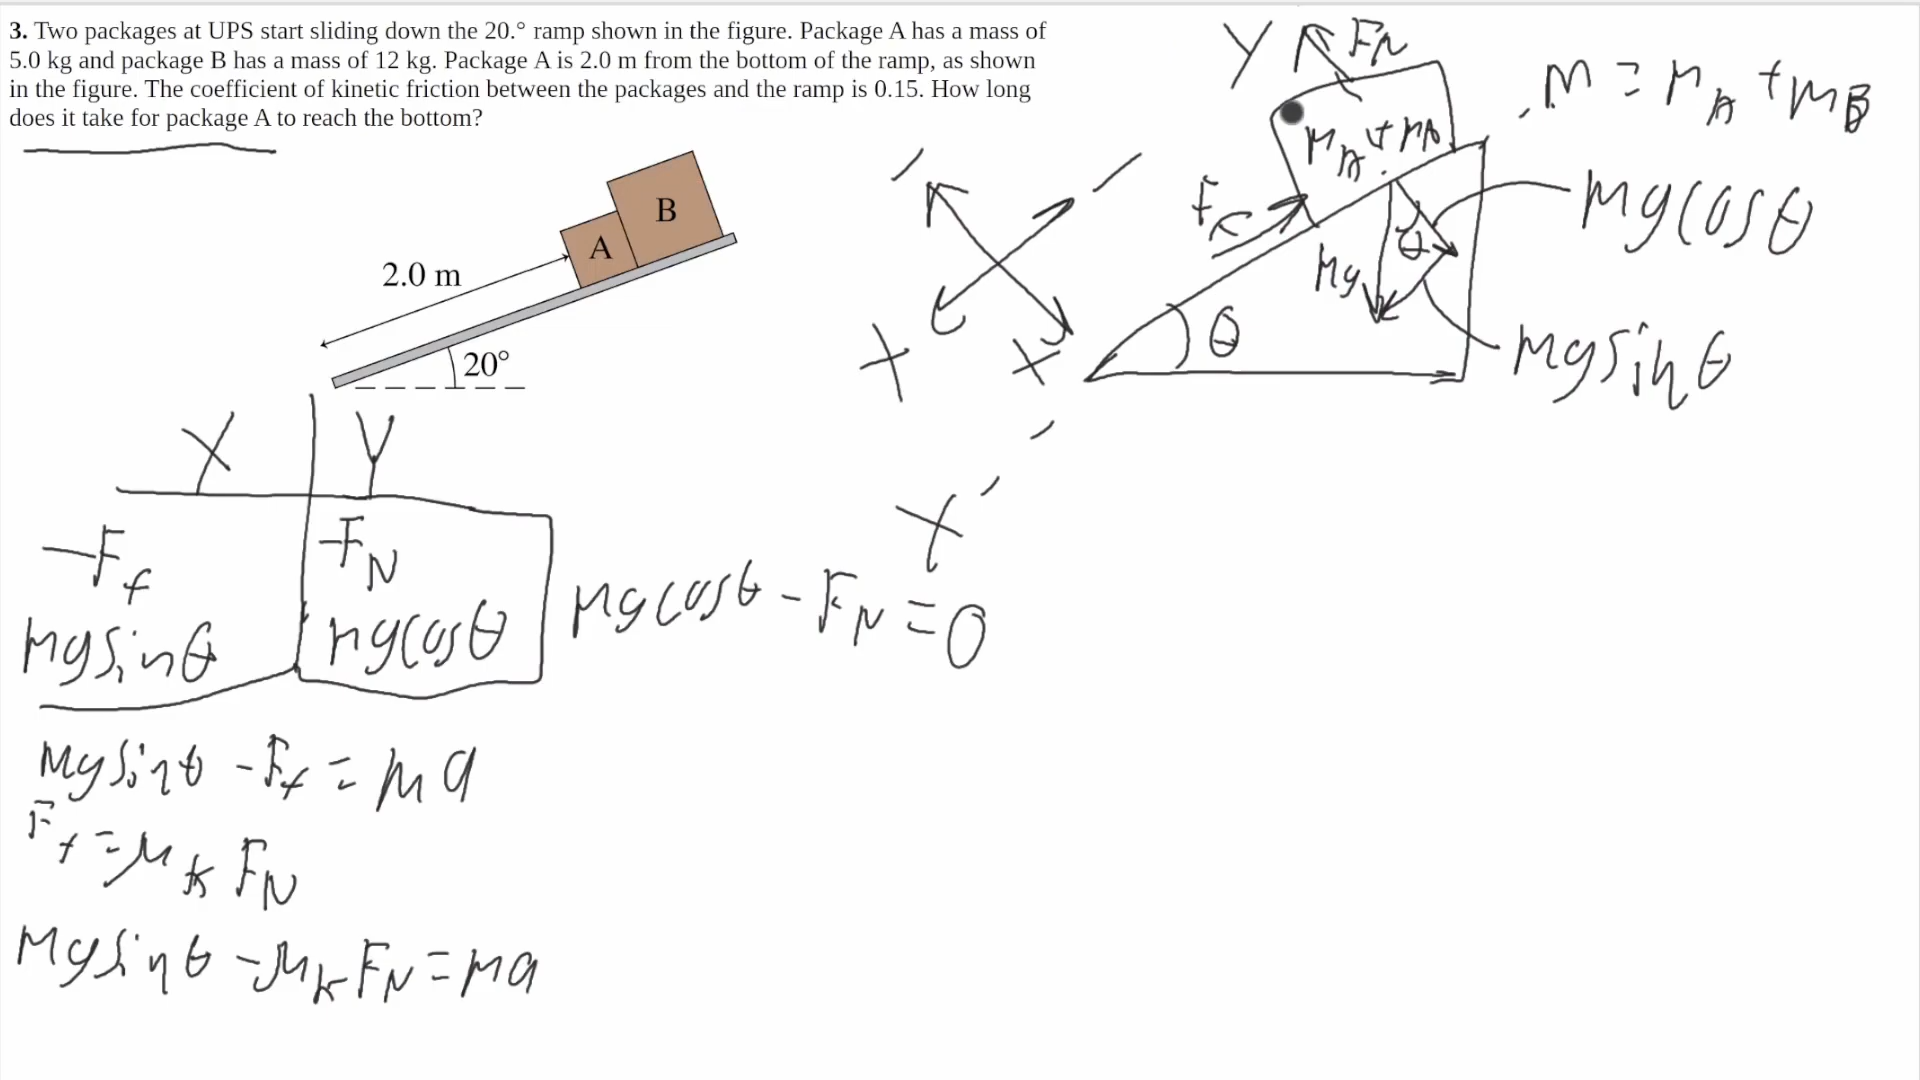 3. Two packages at UPS start sliding down the 20.° ramp shown in the figure. Package A has a mass of
5.0 kg and package B has a mass of 12 kg. Package A is 2.0 m from the bottom of the ramp, as shown
in the figure. The coefficient of kinetic friction between the packages and the ramp is 0.15. How long
does it take for package A to reach the bottom?
Y FN
M = MA + MB
MA + MB
B
A
2.0 m
20°
Ff
Mg
θ
Mgcosθ
Mgsinθ
θ
- -
+ +
X Y
-Ff -FN
Mgsinθ Mgcosθ
Mgcosθ - FN = 0
Mgsinθ - Ff = Ma
Ff = μk FN
Mgsinθ - μk FN = Ma